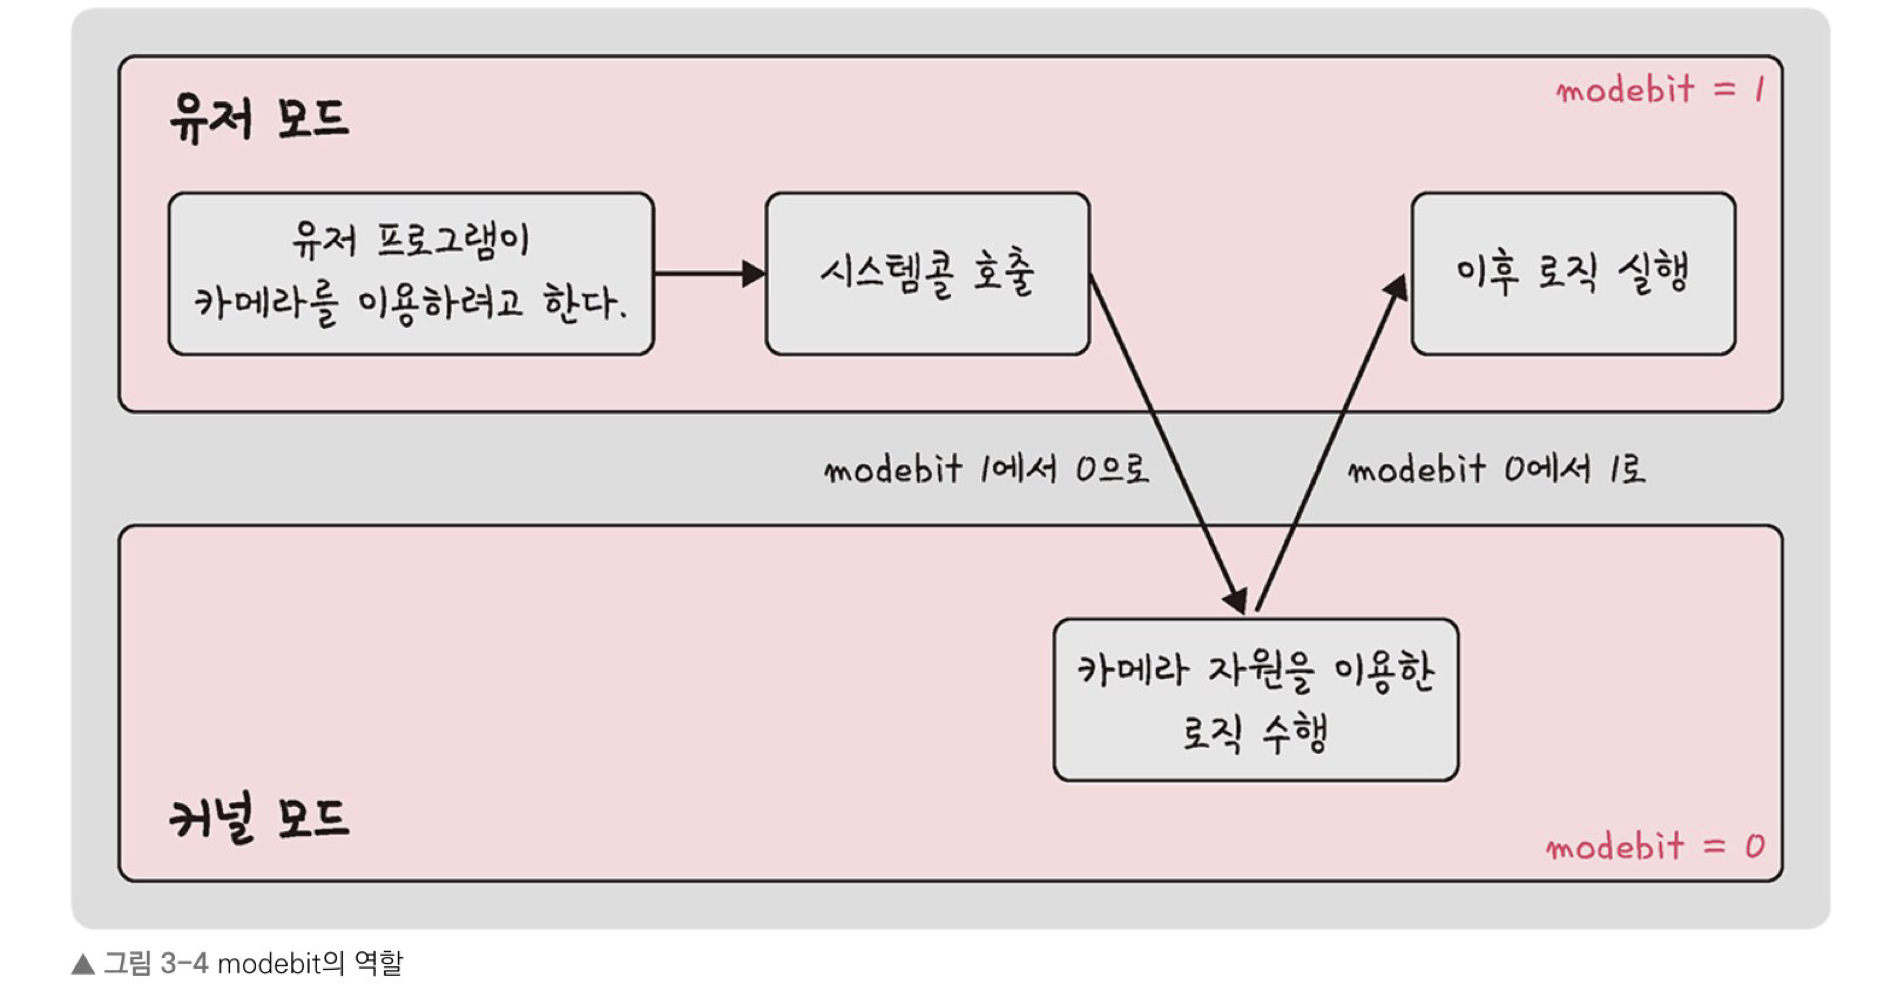 유저 모드
modebit = 1
유저 프로그램이
카메라를 이용하려고 한다.
시스템콜 호출
이후 로직 실행
modebit 1에서 0으로
modebit 0에서 1로
카메라 자원을 이용한
로직 수행
커널 모드
modebit = 0
▲ 그림 3-4 modebit의 역할